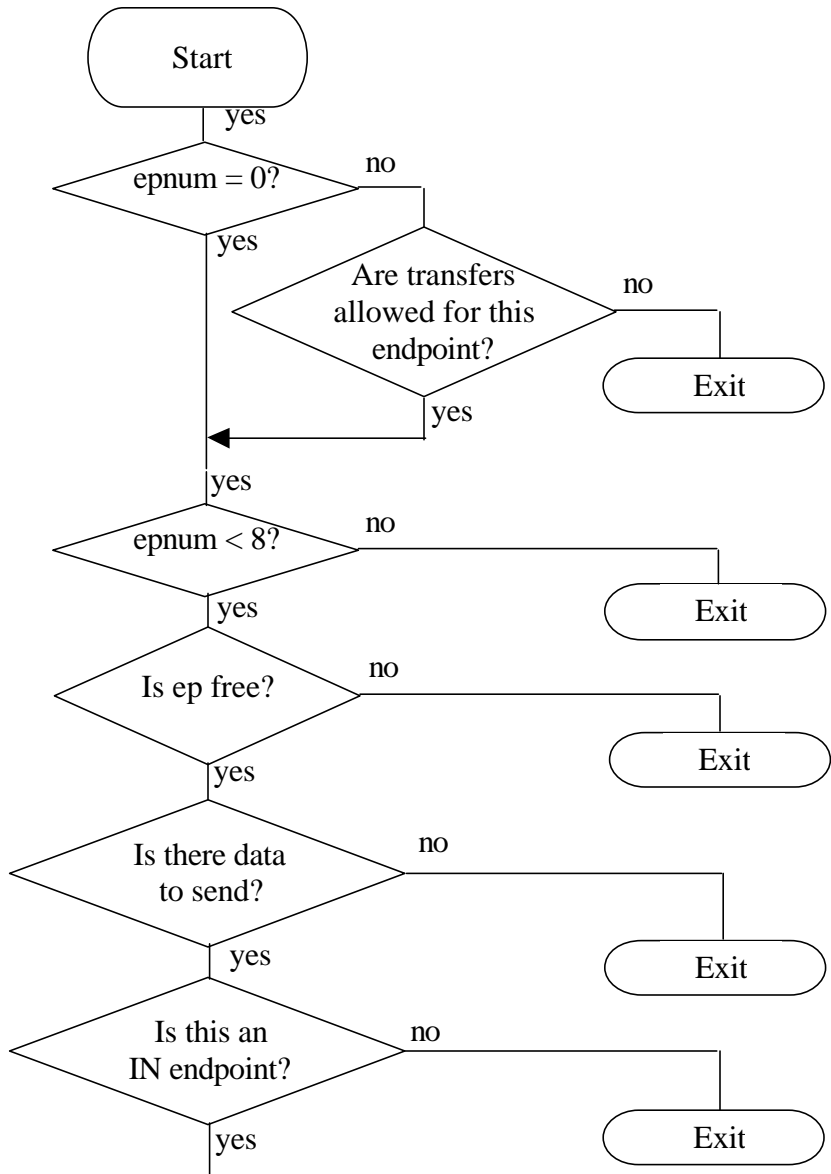 Start
yes
epnum = 0?
no
yes
Are transfers
allowed for this
endpoint?
no
Exit
yes
yes
epnum < 8?
no
Exit
yes
Is ep free?
no
Exit
yes
Is there data
to send?
no
Exit
yes
Is this an
IN endpoint?
no
Exit
yes